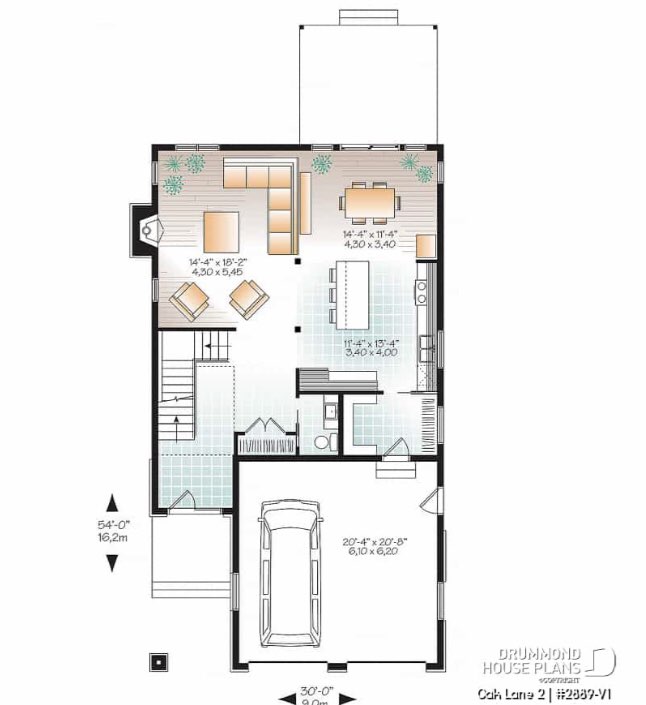 14'-4" x 11'-4"
4,30 x 3,40
14'-4" x 18'-2"
4,30 x 5,45
11'-4" x 13'-4"
3,40 x 4,00
54'-0"
16,2m
20'-4" x 20'-8"
6,10 x 6,20
DRUMMOND
HOUSE PLANS
©COPYRIGHT
30'-0"
9,0m
Oak Lane 2 | #2889-V1